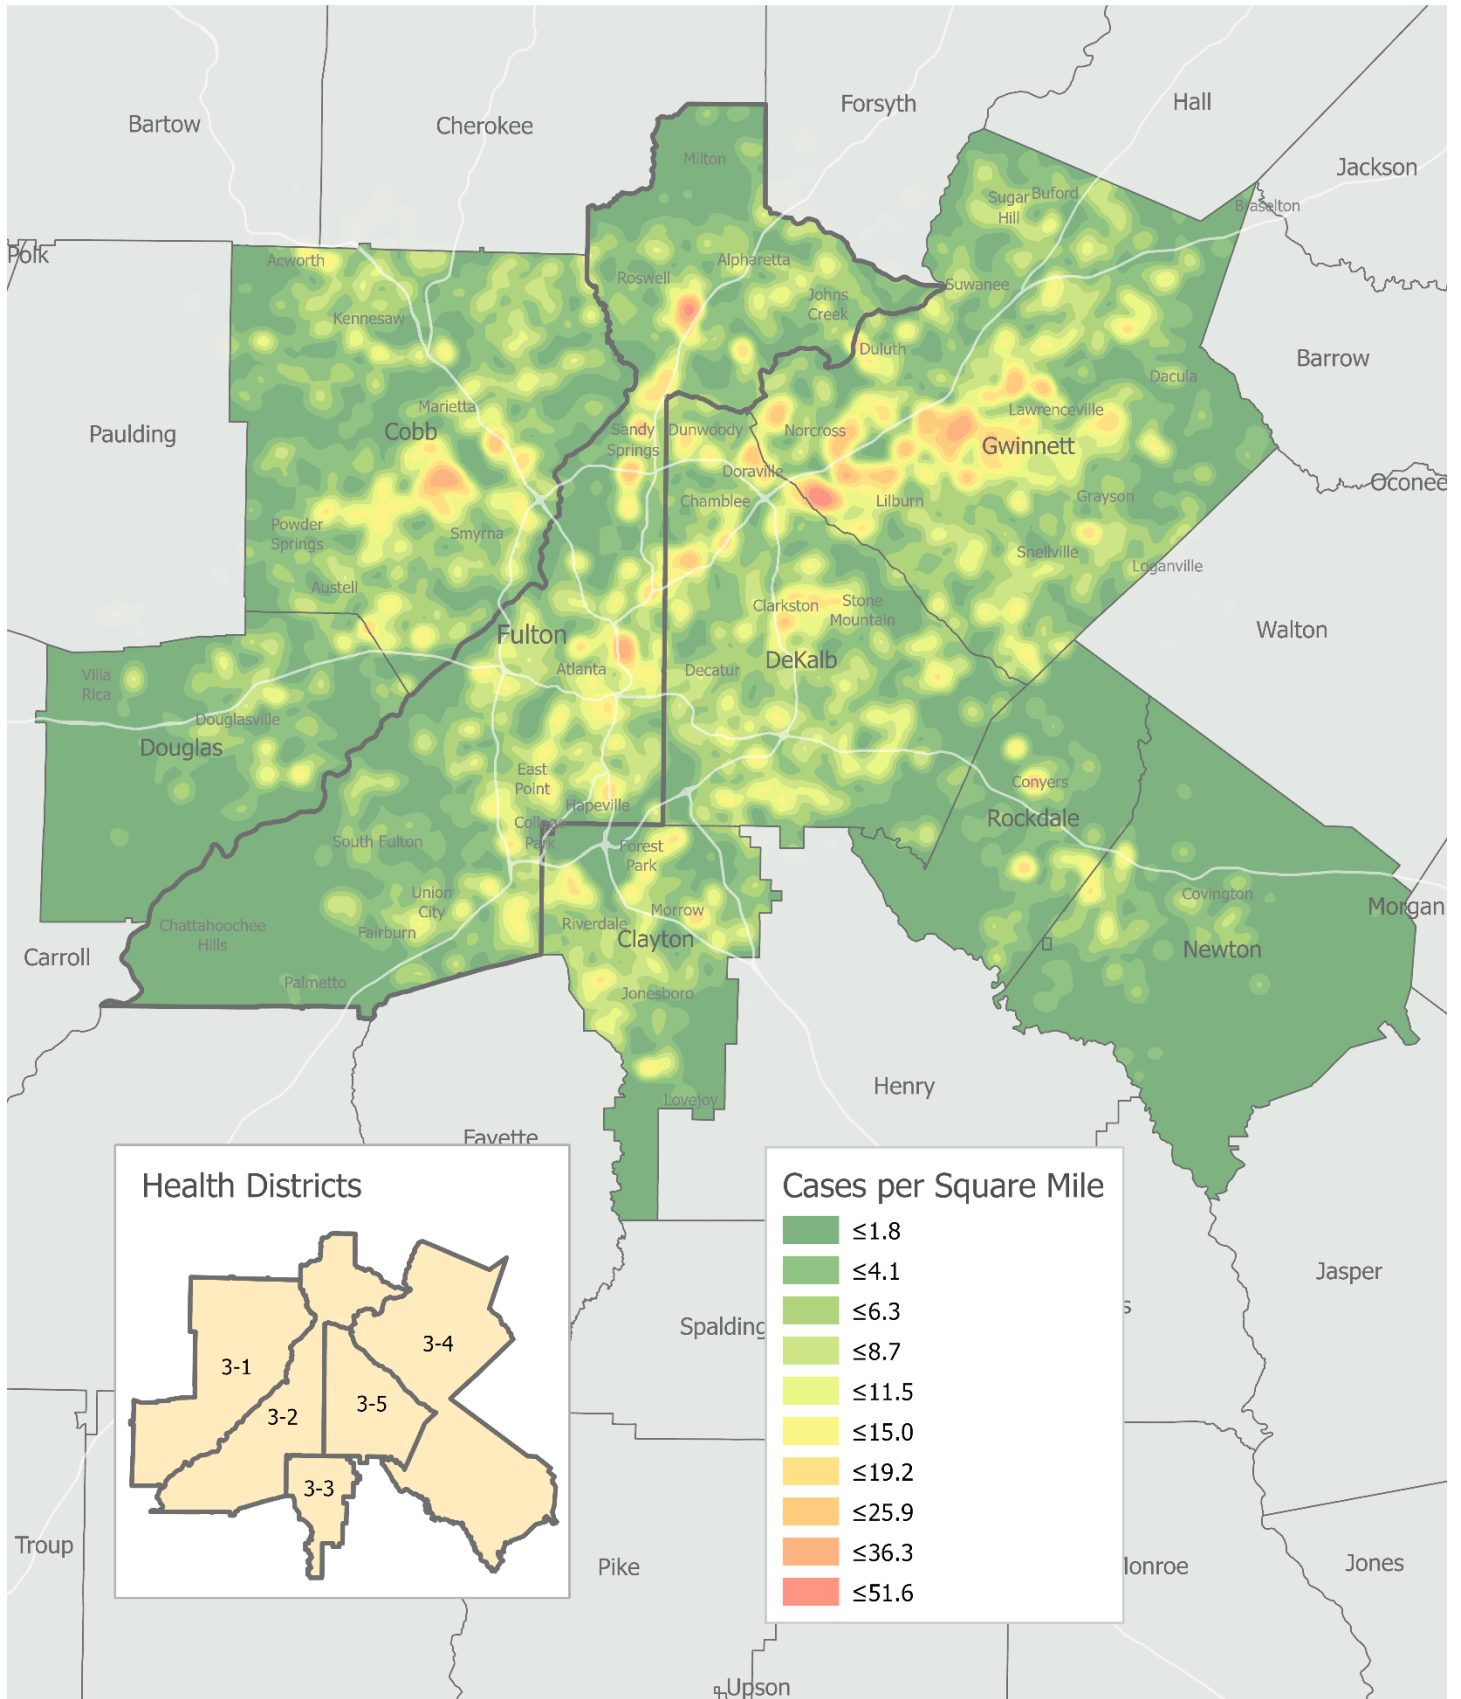 Forsyth
Hall
Bartow
Cherokee
Milton
Jackson
Sugar
Hill
Buford
Braselton
Polk
Acworth
Alpharetta
Roswell
Suwanee
Johns
Creek
Kennesaw
Duluth
Barrow
Dacula
Marietta
Lawrenceville
Paulding
Cobb
Sandy
Springs
Dunwoody
Norcross
Gwinnett
Doraville
Oconee
Chamblee
Lilburn
Grayson
Powder
Springs
Smyrna
Snellville
Loganville
Austell
Clarkston
Stone
Mountain
Fulton
Walton
DeKalb
Atlanta
Decatur
Villa
Rica
Douglasville
Douglas
East
Point
Conyers
Hapeville
Rockdale
College
Park
South Fulton
Forest
Park
Union
City
Covington
Morgan
Morrow
Chattahoochee
Hills
Fairburn
Riverdale
Clayton
Newton
Carroll
Palmetto
Jonesboro
Henry
Lovejoy
Fayette
Health Districts
3-1
3-2
3-3
3-4
3-5
Cases per Square Mile
≤1.8
≤4.1
≤6.3
≤8.7
≤11.5
≤15.0
≤19.2
≤25.9
≤36.3
≤51.6
Jasper
Spalding
s
Troup
Pike
onroe
Jones
Upson